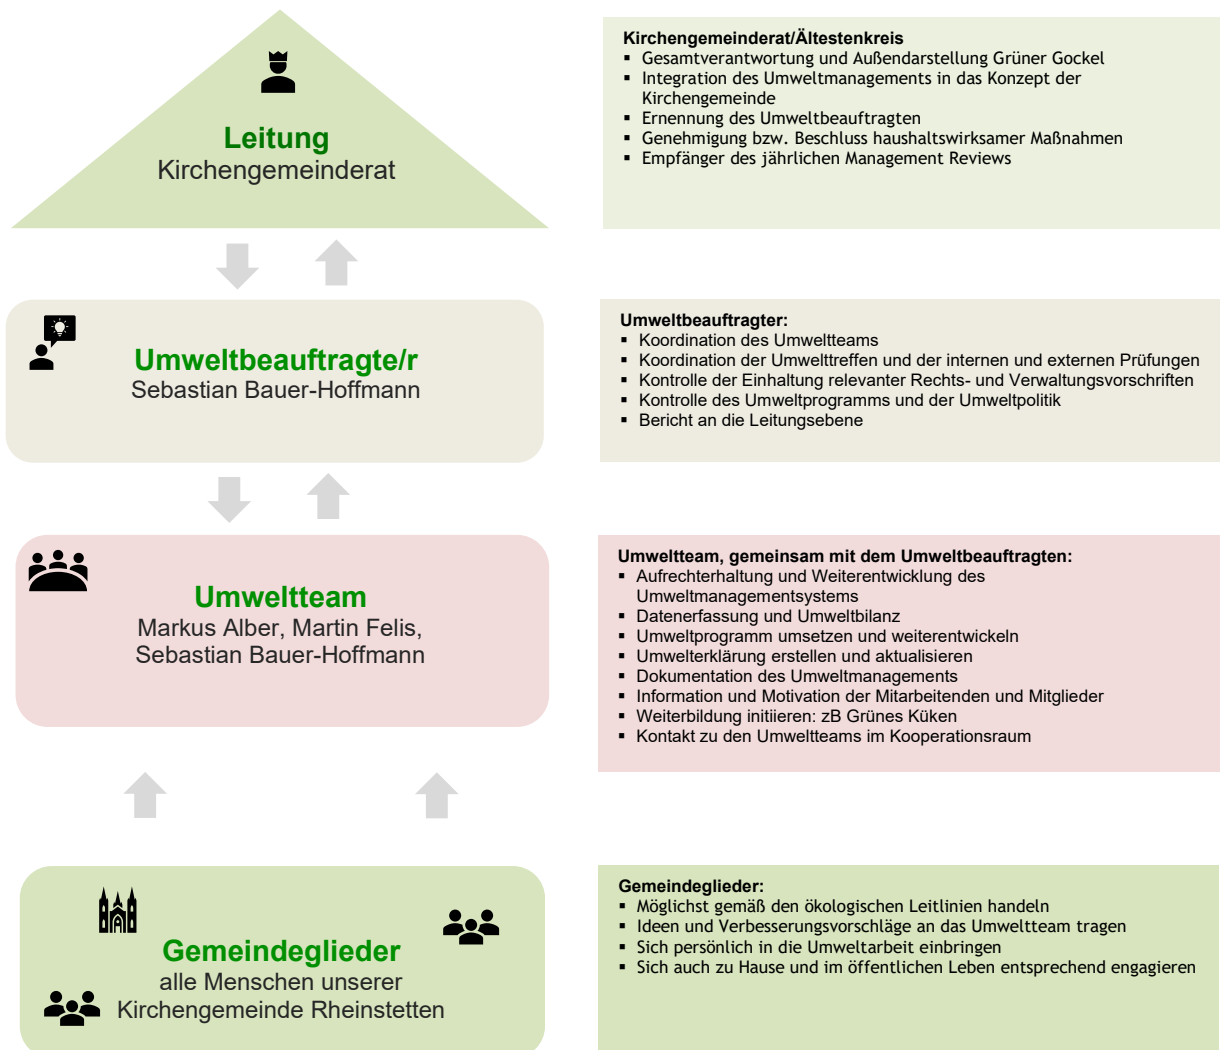 Leitung
Kirchengemeinderat
Kirchengemeinderat/Ältestenkreis
▪ Gesamtverantwortung und Außendarstellung Grüner Gockel
▪ Integration des Umweltmanagements in das Konzept der
Kirchengemeinde
▪ Ernennung des Umweltbeauftragten
▪ Genehmigung bzw. Beschluss haushaltswirksamer Maßnahmen
▪ Empfänger des jährlichen Management Reviews
Umweltbeauftragte/r
Sebastian Bauer-Hoffmann
Umweltbeauftragter:
▪ Koordination des Umweltteams
▪ Koordination der Umwelttreffen und der internen und externen Prüfungen
▪ Kontrolle der Einhaltung relevanter Rechts- und Verwaltungsvorschriften
▪ Kontrolle des Umweltprogramms und der Umweltpolitik
▪ Bericht an die Leitungsebene
Umweltteam
Markus Alber, Martin Felis,
Sebastian Bauer-Hoffmann
Umweltteam, gemeinsam mit dem Umweltbeauftragten:
▪ Aufrechterhaltung und Weiterentwicklung des
Umweltmanagementsystems
▪ Datenerfassung und Umweltbilanz
▪ Umweltprogramm umsetzen und weiterentwickeln
▪ Umwelterklärung erstellen und aktualisieren
▪ Dokumentation des Umweltmanagements
▪ Information und Motivation der Mitarbeitenden und Mitglieder
▪ Weiterbildung initiieren: zB Grünes Küken
▪ Kontakt zu den Umweltteams im Kooperationsraum
Gemeindeglieder
alle Menschen unserer
Kirchengemeinde Rheinstetten
Gemeindeglieder:
▪ Möglichst gemäß den ökologischen Leitlinien handeln
▪ Ideen und Verbesserungsvorschläge an das Umweltteam tragen
▪ Sich persönlich in die Umweltarbeit einbringen
▪ Sich auch zu Hause und im öffentlichen Leben entsprechend engagieren